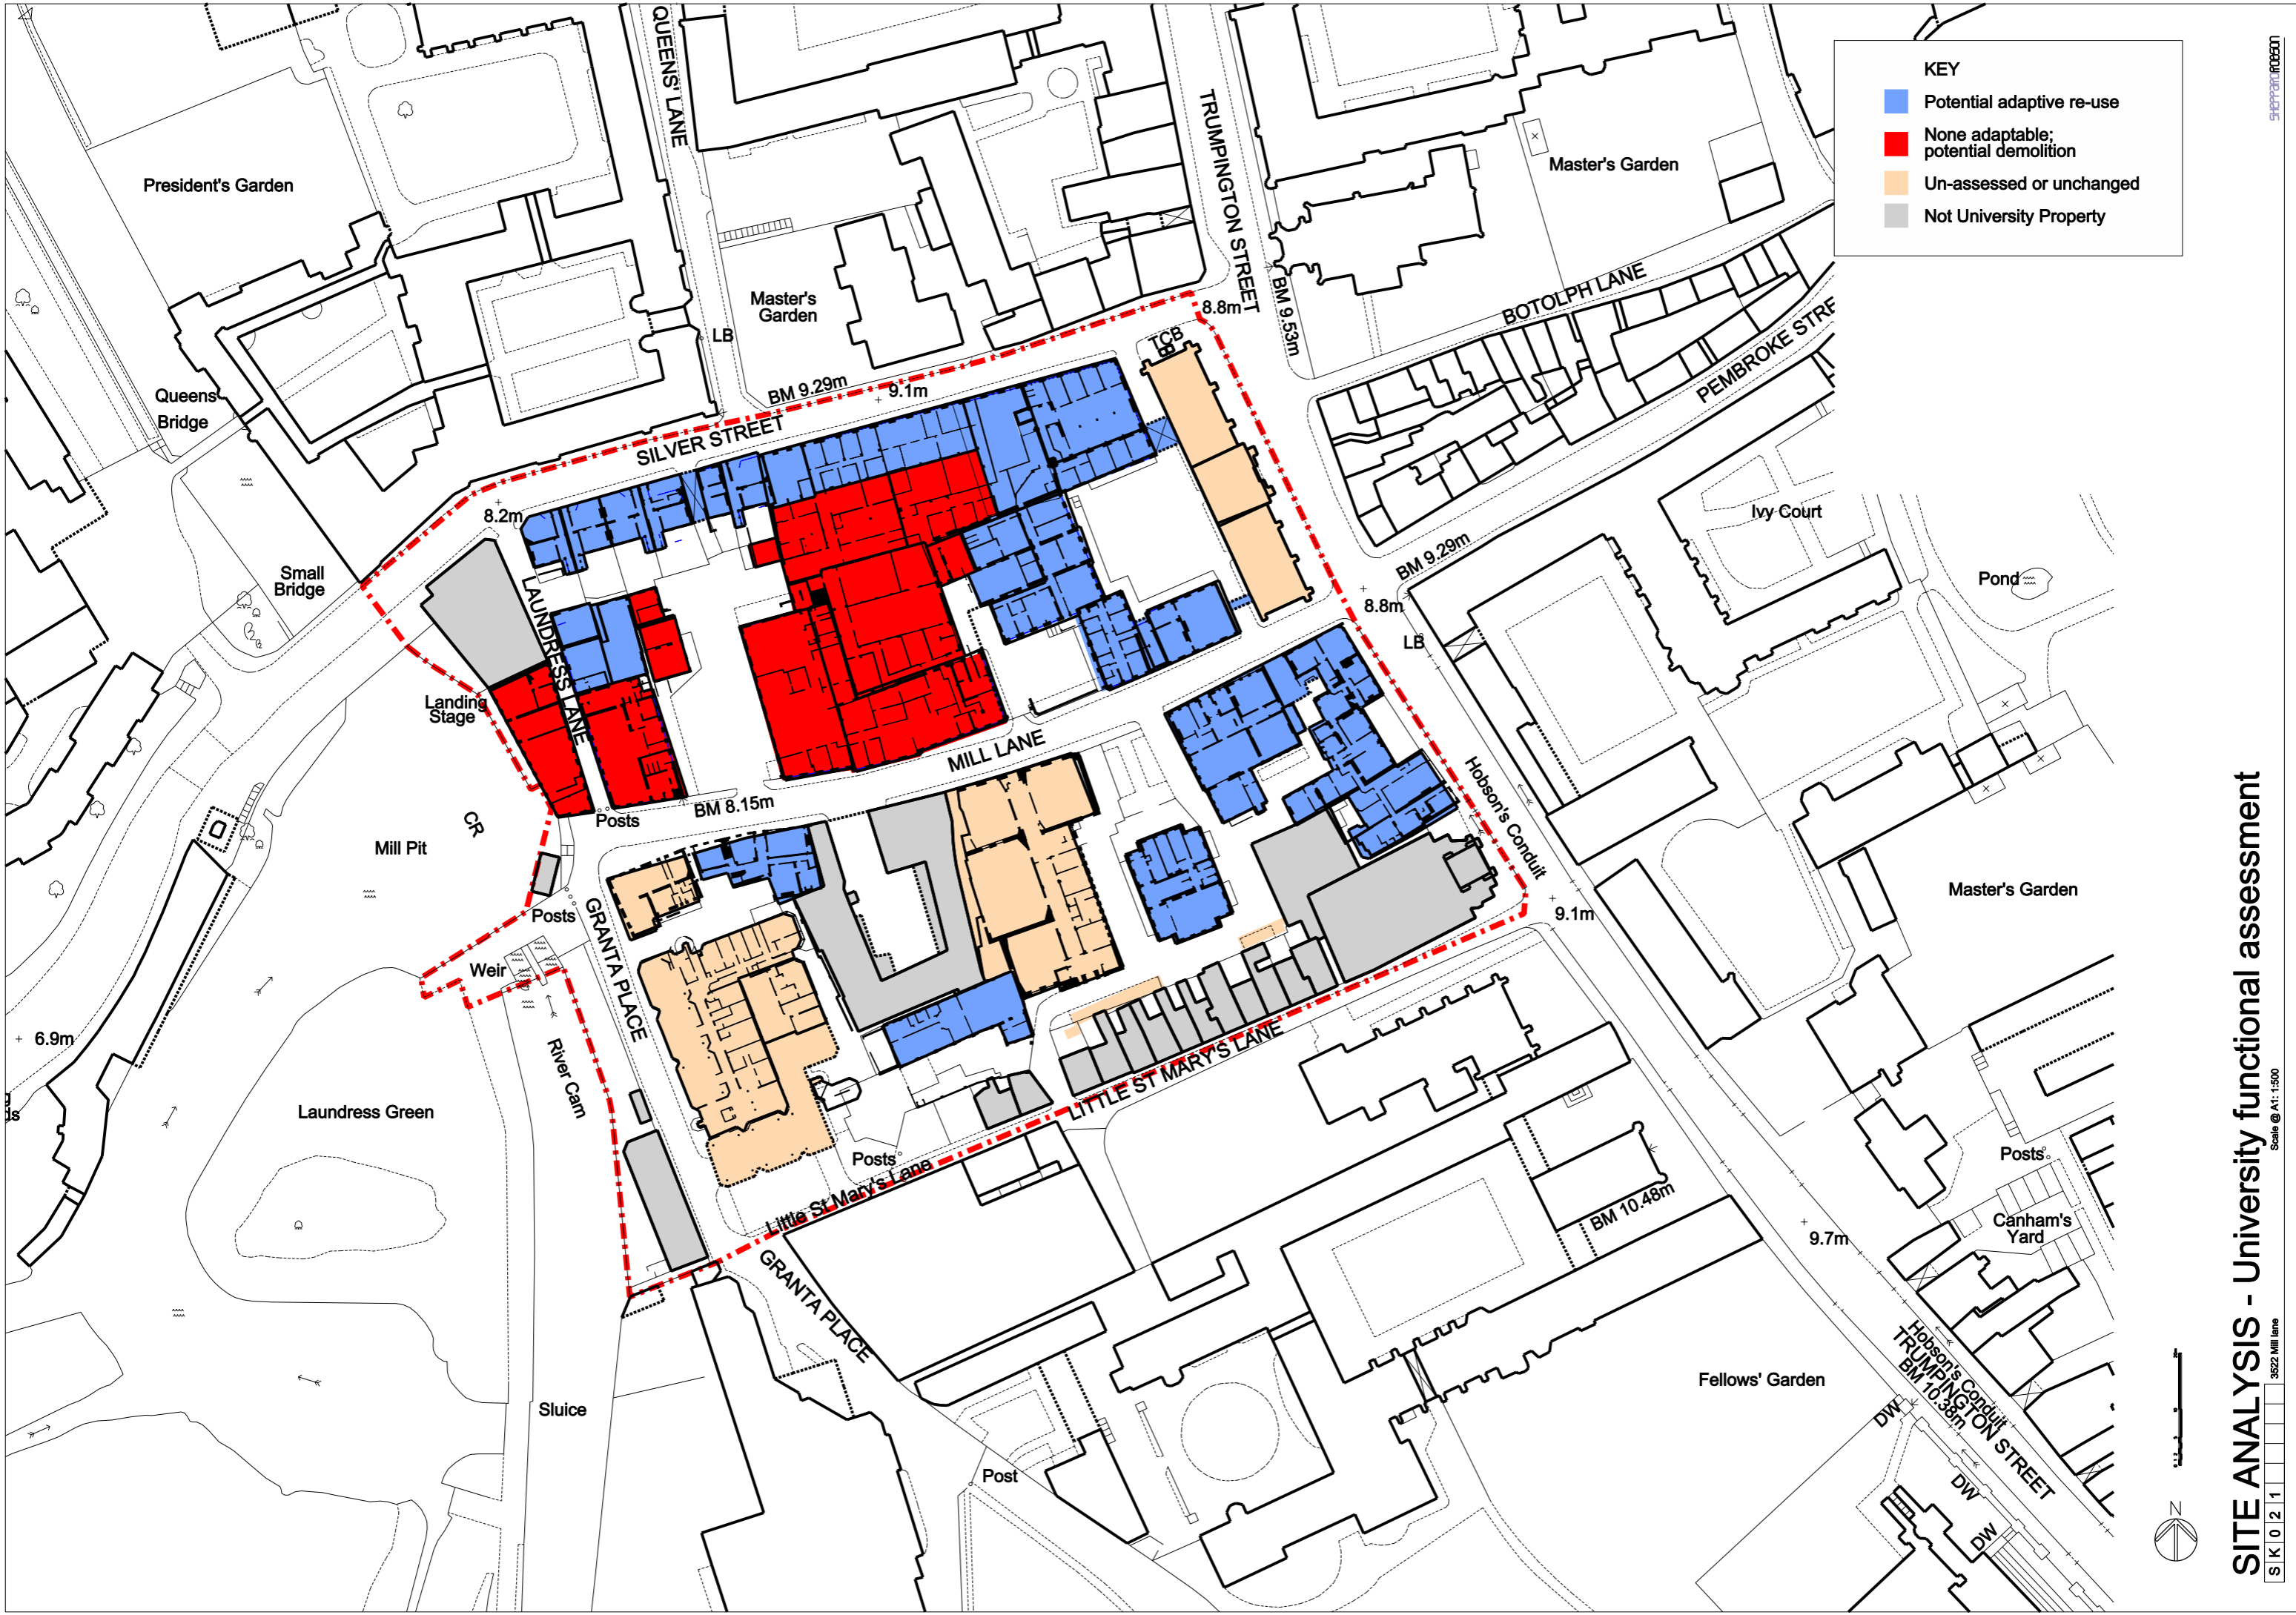 KEY
Potential adaptive re-use
None adaptable;
potential demolition
Un-assessed or unchanged
Not University Property
QUEENS' LANE
TRUMPINGTON STREET
President's Garden
Master's Garden
Master's
Garden
BOTOLPH LANE
PEMBROKE STRE
LB
BM 9.53m
8.8m
TCB
BM 9.29m
9.1m
Queens
Bridge
SILVER STREET
8.2m
Ivy Court
BM 9.29m
Pond
Small
Bridge
AUNDRESS LANE
8.8m
LB
Landing
Stage
MILL LANE
BM 8.15m
Posts
CR
Mill Pit
Hobson's Conduit
Master's Garden
Posts
GRANTA PLACE
9.1m
Weir
6.9m
River Cam
Laundress Green
LITTLE ST MARY'S LANE
Posts
Little St Mary's Lane
Posts
Canham's
Yard
BM 10.48m
9.7m
GRANTA PLACE
Hobson's Conduit
TRUMPINGTON STREET
BM 10.38m
Fellows' Garden
Sluice
DW
DW
DW
Post
N
SITE ANALYSIS - University functional assessment
SK021
3522 Mill lane
Scale @ A1: 1:500